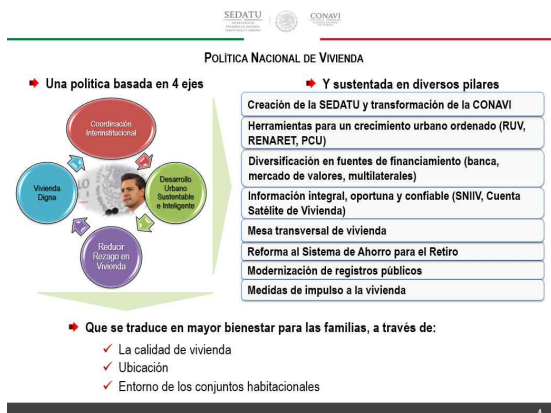 SEDATU
CONAVI
POLÍTICA NACIONAL DE VIVIENDA
Una política basada en 4 ejes
Coordinación
Interinstitucional
Desarrollo
Urbano
Sustentable
e Inteligente
Reducir
Rezago en
Vivienda
Vivienda
Digna
Y sustentada en diversos pilares
Creación de la SEDATU y transformación de la CONAVI
Herramientas para un crecimiento urbano ordenado (RUV,
RENARET, PCU)
Diversificación en fuentes de financiamiento (banca,
mercado de valores, multilaterales)
Información integral, oportuna y confiable (SNIIV, Cuenta
Satélite de Vivienda)
Mesa transversal de vivienda
Reforma al Sistema de Ahorro para el Retiro
Modernización de registros públicos
Medidas de impulso a la vivienda
Que se traduce en mayor bienestar para las familias, a través de:
La calidad de vivienda
Ubicación
Entorno de los conjuntos habitacionales